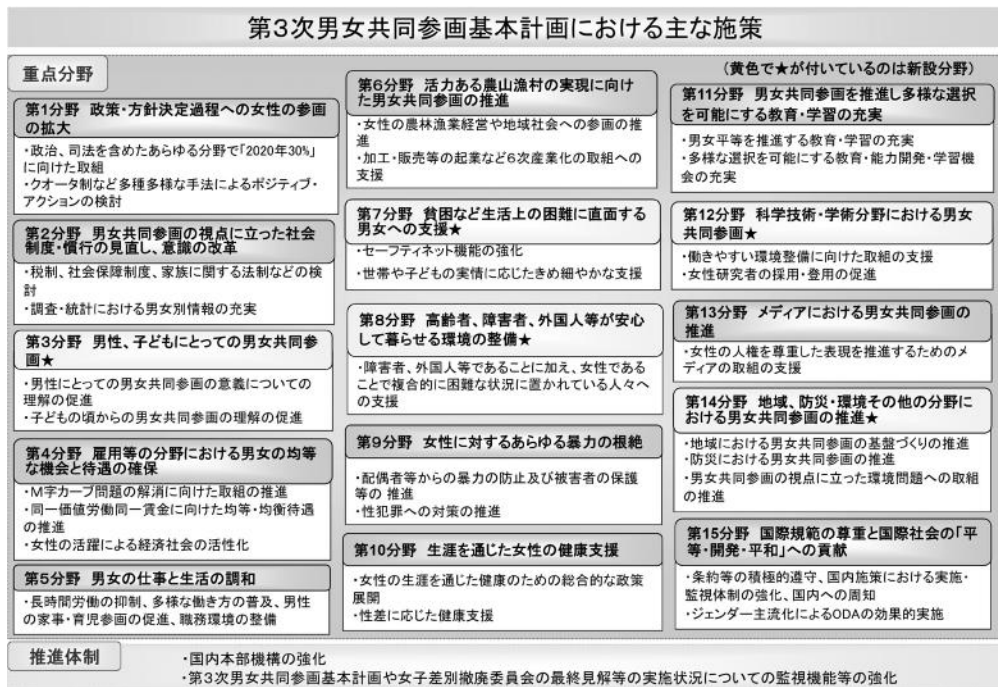 第3次男女共同参画基本計画における主な施策
重点分野
(黄色で★が付いているのは新設分野)
第1分野 政策・方針決定過程への女性の参画
の拡大
・政治、司法を含めたあらゆる分野で「2020年30%」
に向けた取組
・クオータ制など多種多様な手法によるポジティブ・
アクションの検討
第2分野 男女共同参画の視点に立った社会
制度・慣行の見直し、意識の改革
・税制、社会保障制度、家族に関する法制などの検
討
・調査・統計における男女別情報の充実
第3分野 男性、子どもにとっての男女共同参
画★
・男性にとっての男女共同参画の意義についての
理解の促進
・子どもの頃からの男女共同参画の理解の促進
第4分野 雇用等の分野における男女の均等
な機会と待遇の確保
・M字カーブ問題の解消に向けた取組の推進
・同一価値労働同一賃金に向けた均等・均衡待遇
の推進
・女性の活躍による経済社会の活性化
第5分野 男女の仕事と生活の調和
・長時間労働の抑制、多様な働き方の普及、男性
の家事・育児参画の促進、職務環境の整備
第6分野 活力ある農山漁村の実現に向け
た男女共同参画の推進
・女性の農林漁業経営や地域社会への参画の推
進
・加工・販売等の起業など6次産業化の取組への
支援
第7分野 貧困など生活上の困難に直面する
男女への支援★
・セーフティネット機能の強化
・世帯や子どもの実情に応じたきめ細やかな支援
第8分野 高齢者、障害者、外国人等が安心
して暮らせる環境の整備★
・障害者、外国人等であることに加え、女性である
ことで複合的に困難な状況に置かれている人々へ
の支援
第9分野 女性に対するあらゆる暴力の根絶
・配偶者等からの暴力の防止及び被害者の保護
等の 推進
・性犯罪への対策の推進
第10分野 生涯を通じた女性の健康支援
・女性の生涯を通じた健康のための総合的な政策
展開
・性差に応じた健康支援
第11分野 男女共同参画を推進し多様な選択
を可能にする教育・学習の充実
・男女平等を推進する教育・学習の充実
・多様な選択を可能にする教育・能力開発・学習機
会の充実
第12分野 科学技術・学術分野における男女
共同参画★
・働きやすい環境整備に向けた取組の支援
・女性研究者の採用・登用の促進
第13分野 メディアにおける男女共同参画の
推進
・女性の人権を尊重した表現を推進するためのメ
ディアの取組の支援
第14分野 地域、防災・環境その他の分野に
おける男女共同参画の推進★
・地域における男女共同参画の基盤づくりの推進
・防災における男女共同参画の推進
・男女共同参画の視点に立った環境問題への取組
の推進
第15分野 国際規範の尊重と国際社会の「平
等・開発・平和」への貢献
・条約等の積極的遵守、国内施策における実施・
監視体制の強化、国内への周知
・ジェンダー主流化によるODAの効果的実施
推進体制
・国内本部機構の強化
・第3次男女共同参画基本計画や女子差別撤廃委員会の最終見解等の実施状況についての監視機能等の強化